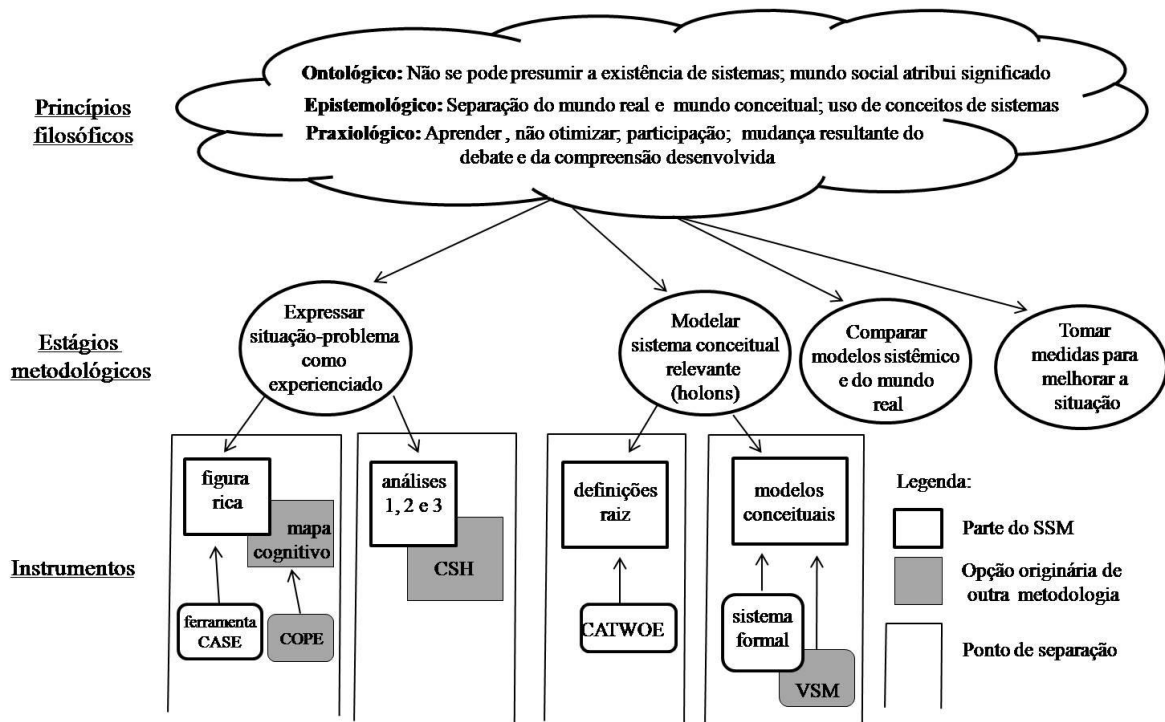 Ontológico: Não se pode presumir a existência de sistemas; mundo social atribui significado
Princípios
filosóficos
Epistemológico: Separação do mundo real e mundo conceitual; uso de conceitos de sistemas
Praxiológico: Aprender , não otimizar; participação; mudança resultante do
debate e da compreensão desenvolvida
Estágios
metodológicos
Expressar
situação-problema
como
experienciado
Modelar
sistema conceitual
relevante
(holons)
Comparar
modelos sistêmico
e do mundo
real
Tomar
medidas para
melhorar a
situação
Instrumentos
figura
rica
mapa
cognitivo
ferramenta
CASE
COPE
análises
1, 2 e 3
CSH
definições
raiz
CATWOE
modelos
conceituais
sistema
formal
VSM
Legenda:
Parte do SSM
Opção originária de
outra metodologia
Ponto de separação